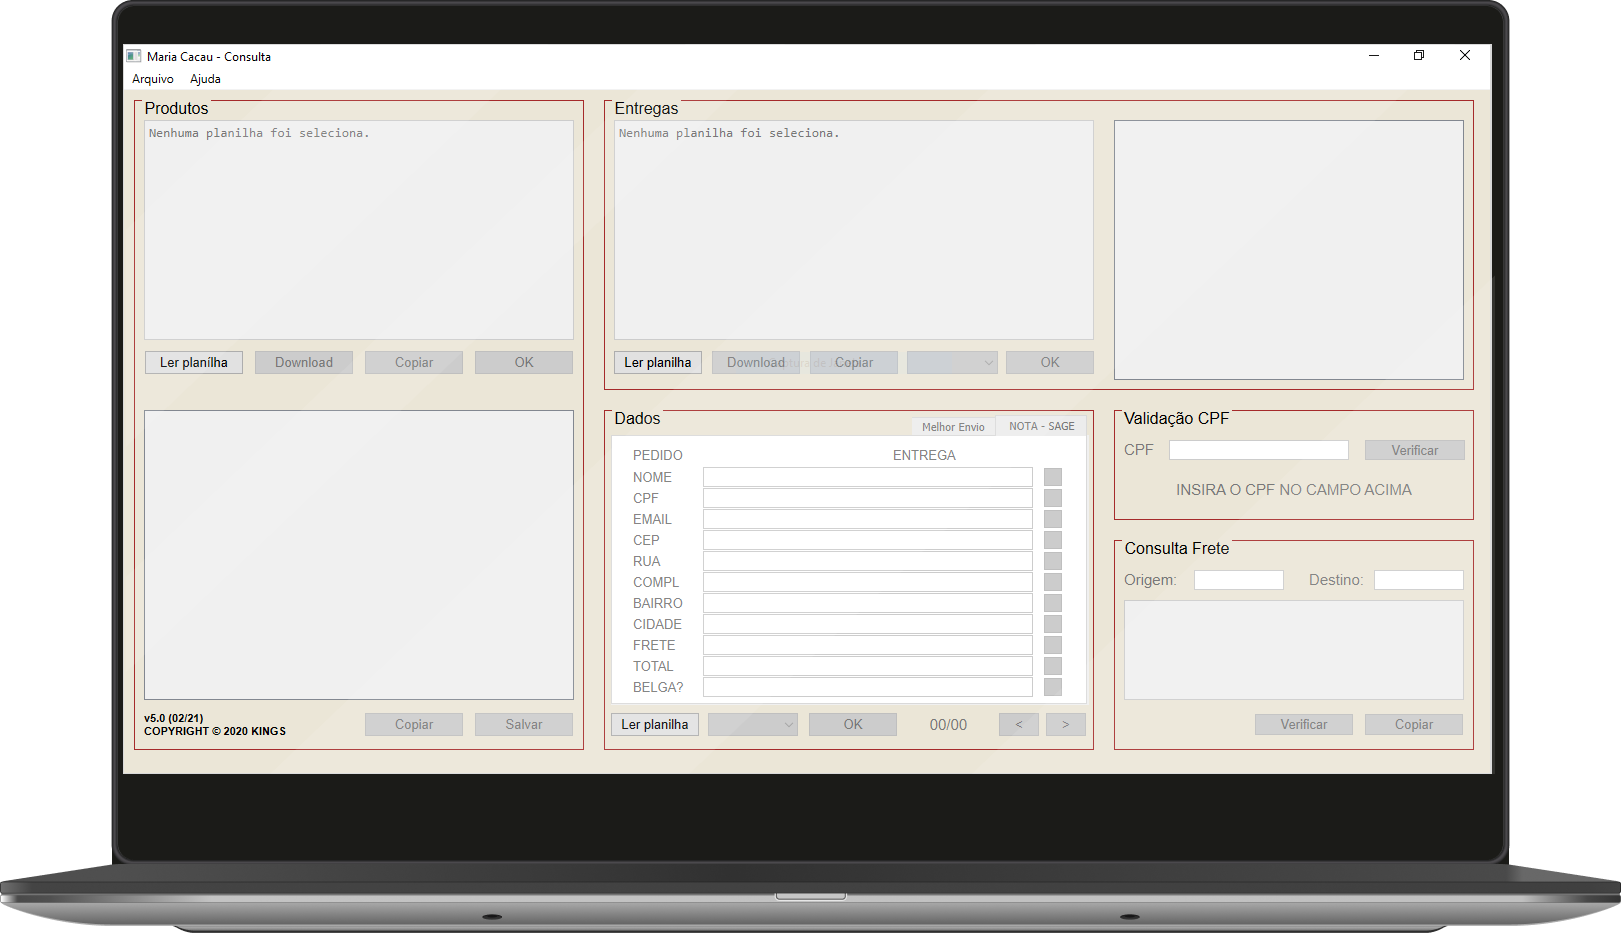 Maria Cacau - Consulta
Arquivo Ajuda
Produtos
Nenhuma planilha foi seleciona.
Ler planílha Download Copiar OK
v5.0 (02/21)
COPYRIGHT © 2020 KINGS
Copiar Salvar
Entregas
Nenhuma planilha foi seleciona.
Ler planilha Download Copiar OK
Dados
Melhor Envio NOTA - SAGE
PEDIDO ENTREGA
NOME
CPF
EMAIL
CEP
RUA
COMPL
BAIRRO
CIDADE
FRETE
TOTAL
BELGA?
Ler planilha OK 00/00 < >
Validação CPF
CPF Verificar
INSIRA O CPF NO CAMPO ACIMA
Consulta Frete
Origem: Destino:
Verificar Copiar